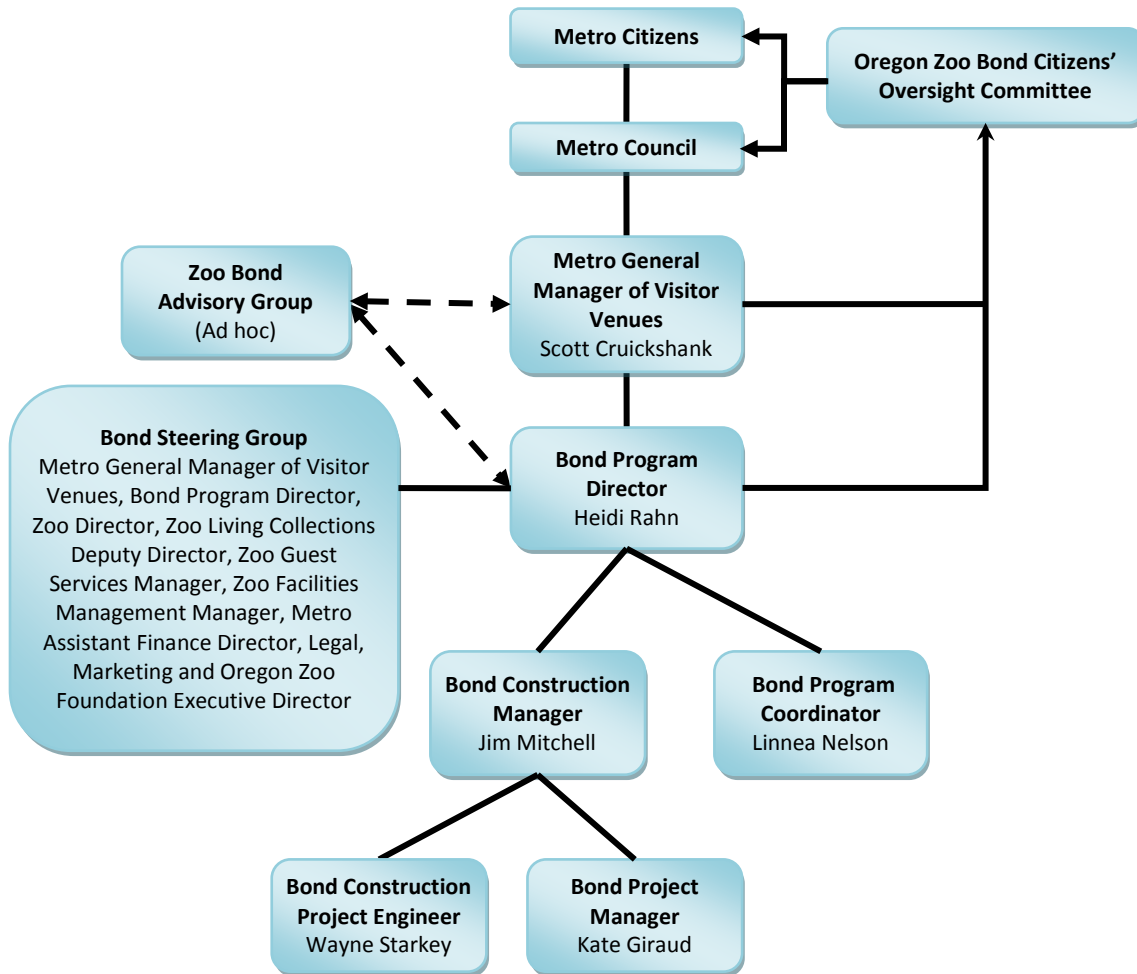 Metro Citizens
Oregon Zoo Bond Citizens'
Oversight Committee
Metro Council
Zoo Bond
Advisory Group
(Ad hoc)
Metro General
Manager of Visitor
Venues
Scott Cruickshank
Bond Steering Group
Metro General Manager of Visitor
Venues, Bond Program Director,
Zoo Director, Zoo Living Collections
Deputy Director, Zoo Guest
Services Manager, Zoo Facilities
Management Manager, Metro
Assistant Finance Director, Legal,
Marketing and Oregon Zoo
Foundation Executive Director
Bond Program
Director
Heidi Rahn
Bond Construction
Manager
Jim Mitchell
Bond Program
Coordinator
Linnea Nelson
Bond Construction
Project Engineer
Wayne Starkey
Bond Project
Manager
Kate Giraud